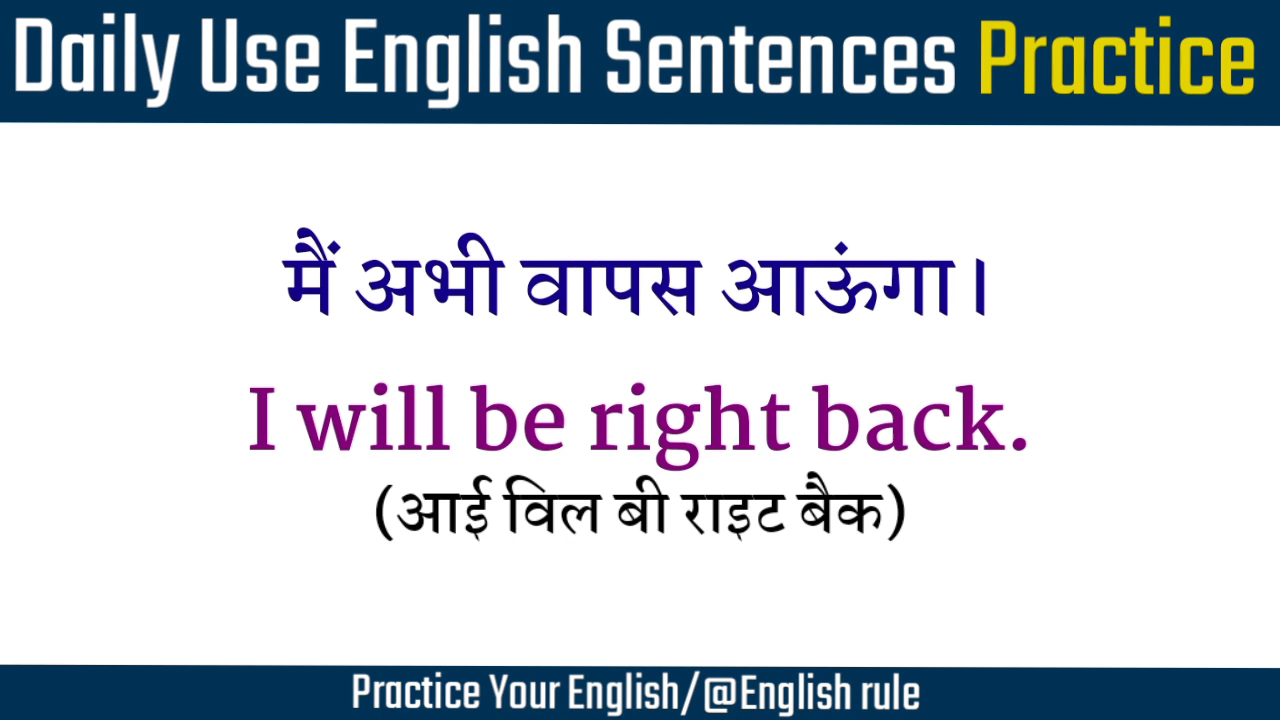 Daily Use English Sentences Practice
मैं अभी वापस आऊंगा।
I will be right back.
(आई विल बी राइट बैक)
Practice Your English/@English rule